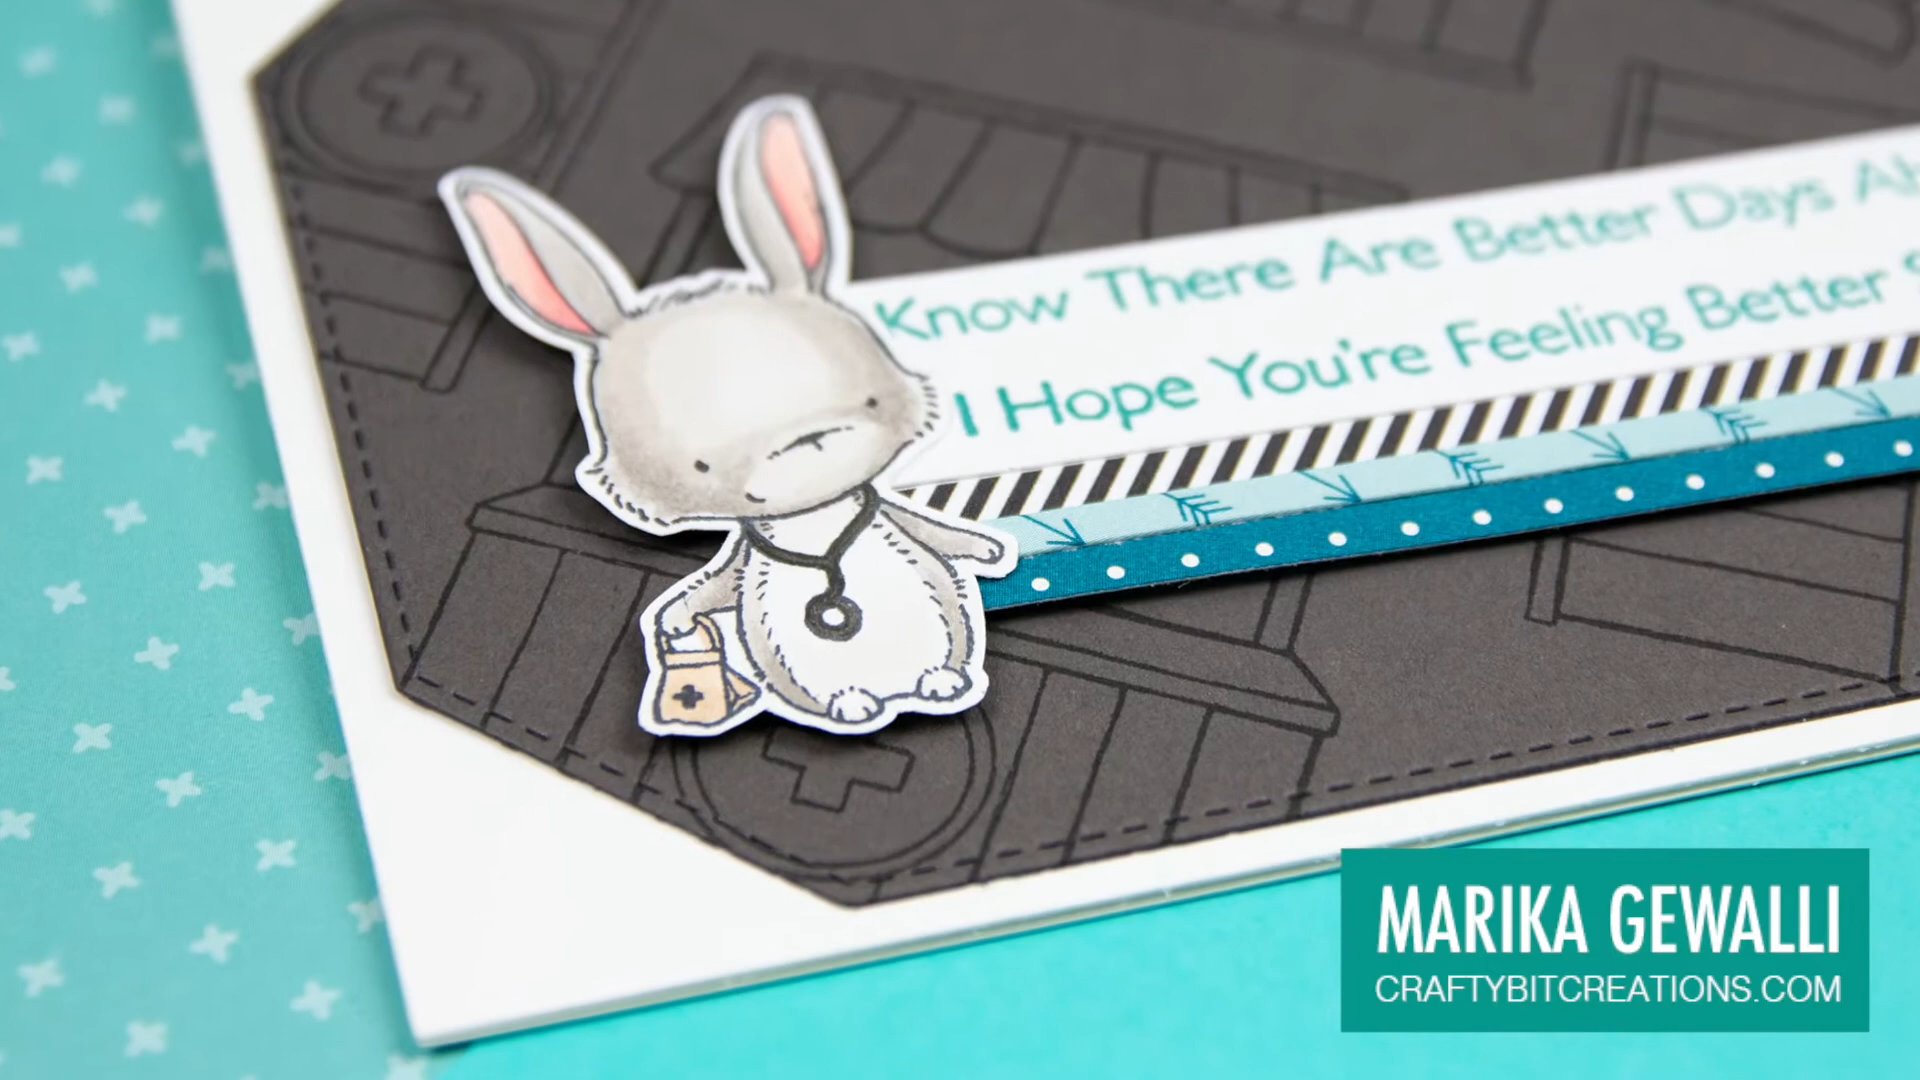 Know There Are Better Days
I Hope You're Feeling Better
MARIKA GEWALLI
CRAFTYBITCREATIONS.COM